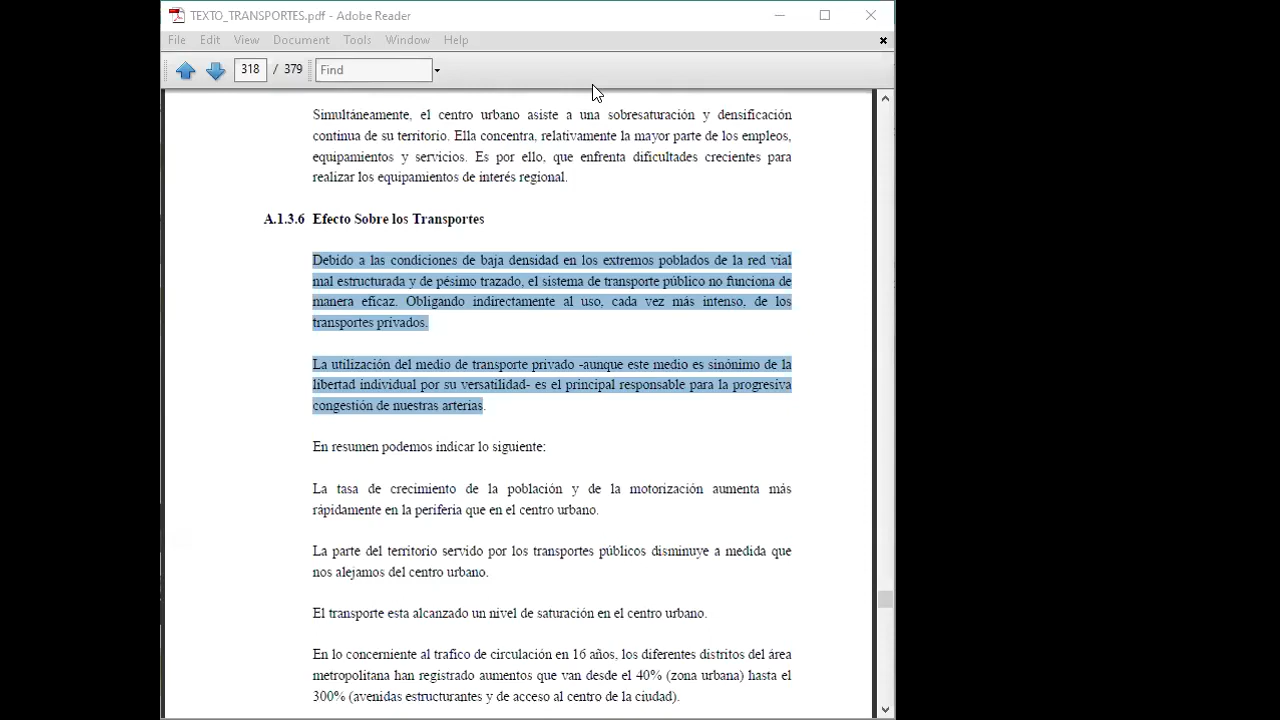 TEXTO_TRANSPORTES.pdf - Adobe Reader
File Edit View Document Tools Window Help
318 / 379 Find
Simultáneamente, el centro urbano asiste a una sobresaturación y densificación
continua de su territorio. Ella concentra, relativamente la mayor parte de los empleos,
equipamientos y servicios. Es por ello, que enfrenta dificultades crecientes para
realizar los equipamientos de interés regional.
A.1.3.6 Efecto Sobre los Transportes
Debido a las condiciones de baja densidad en los extremos poblados de la red vial
mal estructurada y de pésimo trazado, el sistema de transporte público no funciona de
manera eficaz. Obligando indirectamente al uso, cada vez más intenso, de los
transportes privados.
La utilización del medio de transporte privado -aunque este medio es sinónimo de la
libertad individual por su versatilidad- es el principal responsable para la progresiva
congestión de nuestras arterias.
En resumen podemos indicar lo siguiente:
La tasa de crecimiento de la población y de la motorización aumenta más
rápidamente en la periferia que en el centro urbano.
La parte del territorio servido por los transportes públicos disminuye a medida que
nos alejamos del centro urbano.
El transporte esta alcanzado un nivel de saturación en el centro urbano.
En lo concerniente al trafico de circulación en 16 años, los diferentes distritos del área
metropolitana han registrado aumentos que van desde el 40% (zona urbana) hasta el
300% (avenidas estructurantes y de acceso al centro de la ciudad).